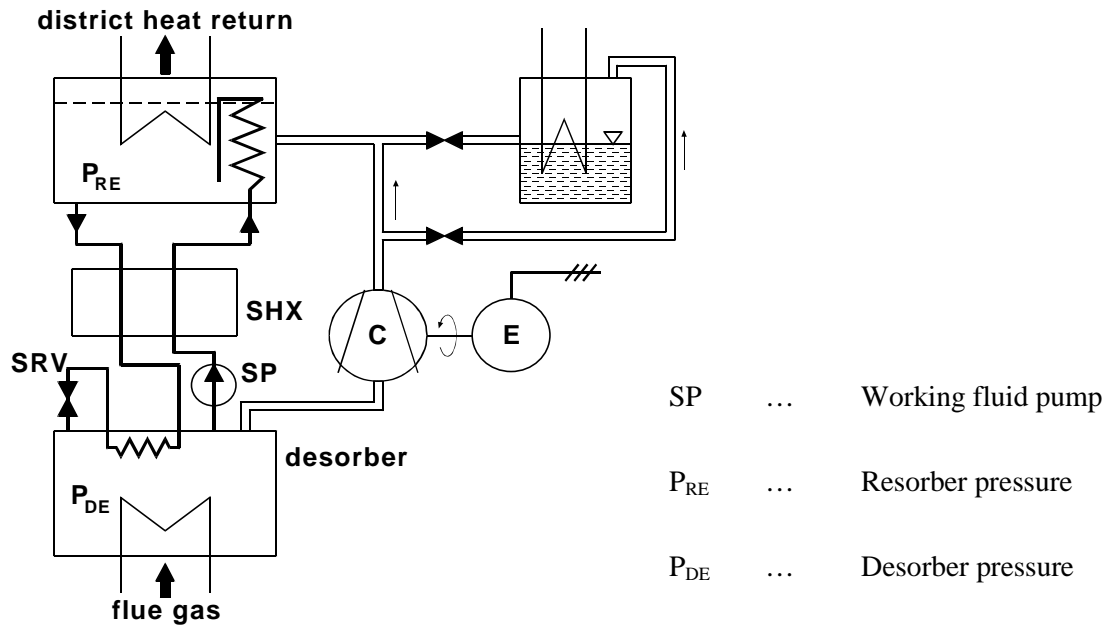 district heat return
P_RE
SHX
C
E
SRV
SP
desorber
P_DE
flue gas
SP … Working fluid pump
P_RE … Resorber pressure
P_DE … Desorber pressure